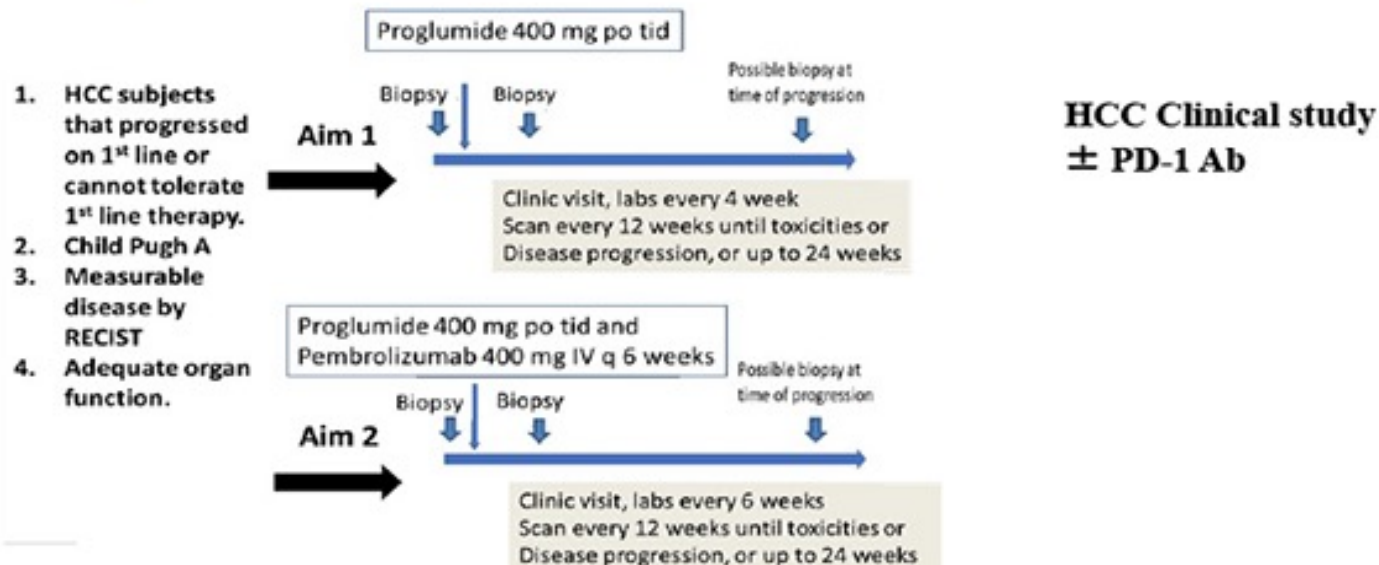 Proglumide 400 mg po tid
1. HCC subjects
that progressed
on 1st line or
cannot tolerate
1st line therapy.
2. Child Pugh A
3. Measurable
disease by
RECIST
4. Adequate organ
function.
Aim 1
Biopsy
Biopsy
Possible biopsy at
time of progression
Clinic visit, labs every 4 week
Scan every 12 weeks until toxicities or
Disease progression, or up to 24 weeks
HCC Clinical study
± PD-1 Ab
Proglumide 400 mg po tid and
Pembrolizumab 400 mg IV q 6 weeks
Aim 2
Biopsy
Biopsy
Possible biopsy at
time of progression
Clinic visit, labs every 6 weeks
Scan every 12 weeks until toxicities or
Disease progression, or up to 24 weeks